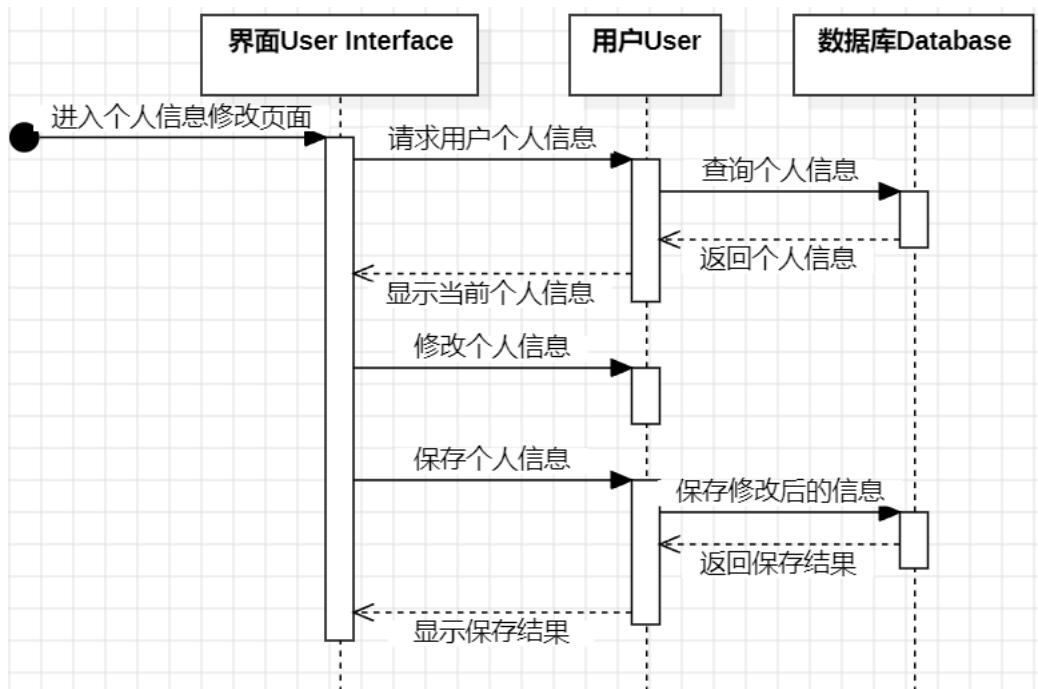 界面User Interface
用户User
数据库Database
进入个人信息修改页面
请求用户个人信息
查询个人信息
返回个人信息
显示当前个人信息
修改个人信息
保存个人信息
保存修改后的信息
返回保存结果
显示保存结果